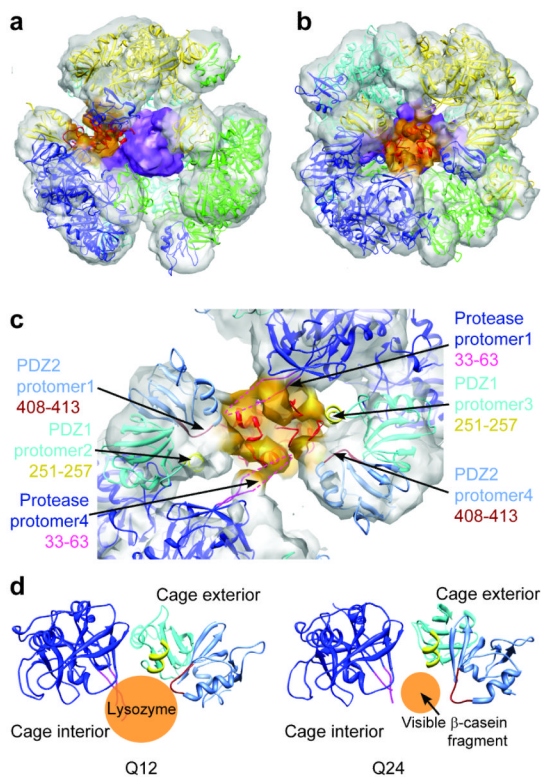 a
b
c
Protease
protomer1
33-63
PDZ2
protomer1
408-413
PDZ1
protomer3
251-257
PDZ1
protomer2
251-257
PDZ2
protomer4
408-413
Protease
protomer4
33-63
d
Cage exterior
Cage exterior
Lysozyme
Cage interior
Cage interior
Visible β-casein
fragment
Q12
Q24